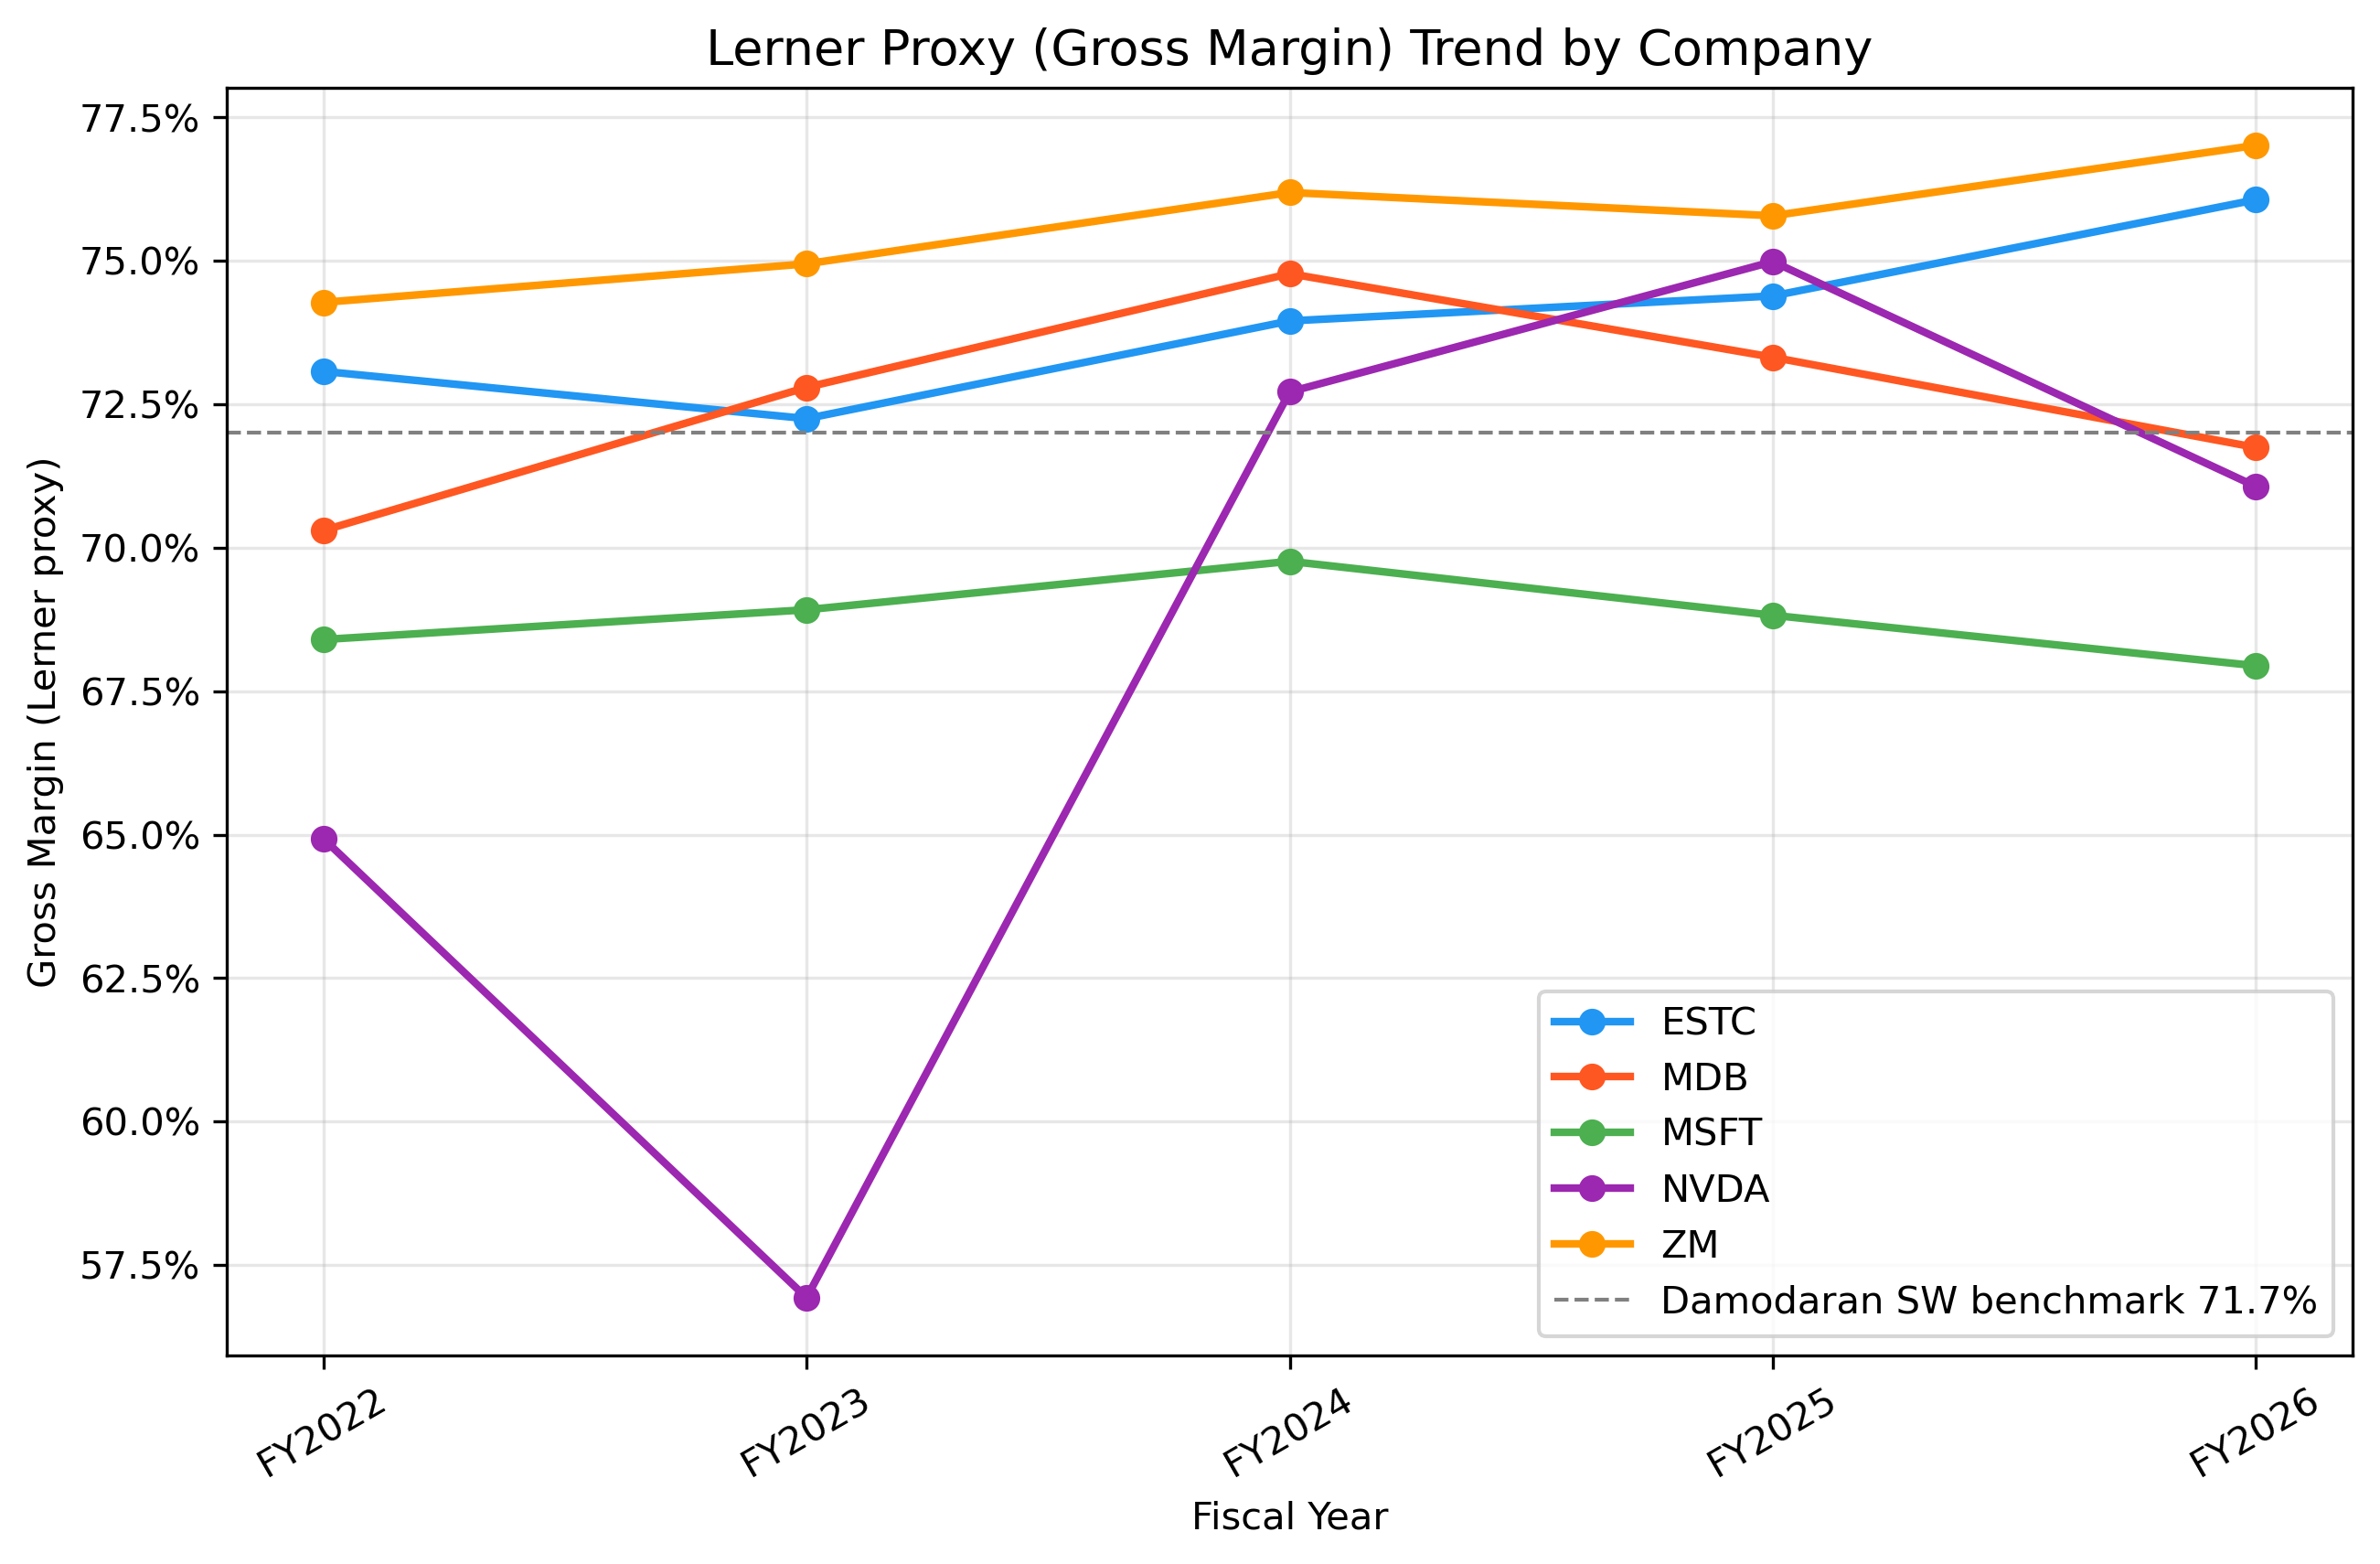 Lerner Proxy (Gross Margin) Trend by Company
Gross Margin (Lerner proxy)
77.5%
75.0%
72.5%
70.0%
67.5%
65.0%
62.5%
60.0%
57.5%
ESTC
MDB
MSFT
NVDA
ZM
Damodaran SW benchmark 71.7%
FY2022
FY2023
FY2024
FY2025
FY2026
Fiscal Year